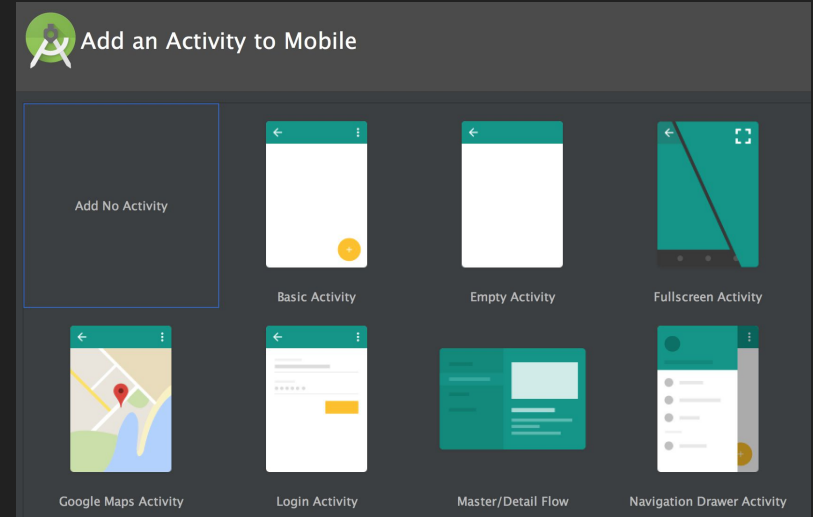 Add an Activity to Mobile
Add No Activity
Basic Activity
Empty Activity
Fullscreen Activity
Google Maps Activity
Login Activity
Master/Detail Flow
Navigation Drawer Activity